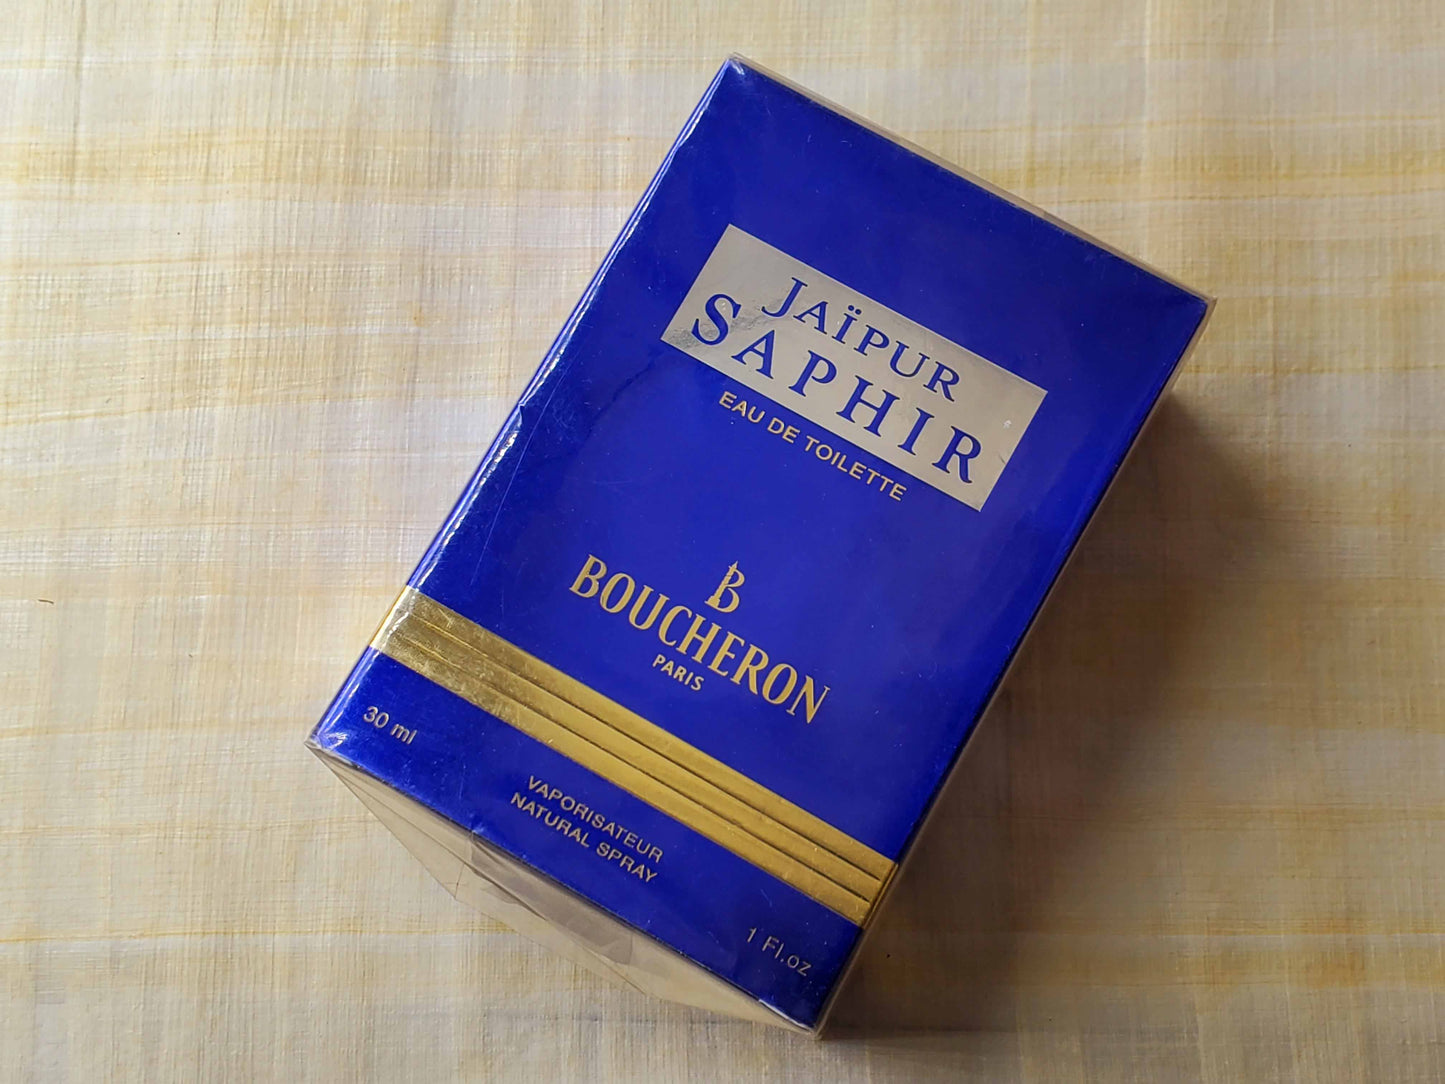 JAÏPUR
SAPHIR
EAU DE TOILETTE
B
BOUCHERON
PARIS
30 ml
VAPORISATEUR
NATURAL SPRAY
1 Fl.oz